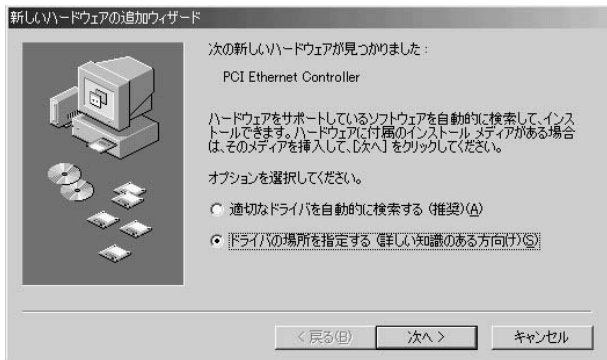 新しいハードウェアの追加ウィザード
次の新しいハードウェアが見つかりました :
PCI Ethernet Controller
ハードウェアをサポートしているソフトウェアを自動的に検索して、インス
トールできます。ハードウェアに付属のインストール メディアがある場合
は、そのメディアを挿入して、[次へ] をクリックしてください。
オプションを選択してください。
適切なドライバを自動的に検索する (推奨)(A)
ドライバの場所を指定する (詳しい知識のある方向け)(S)
< 戻る(B)
次へ >
キャンセル